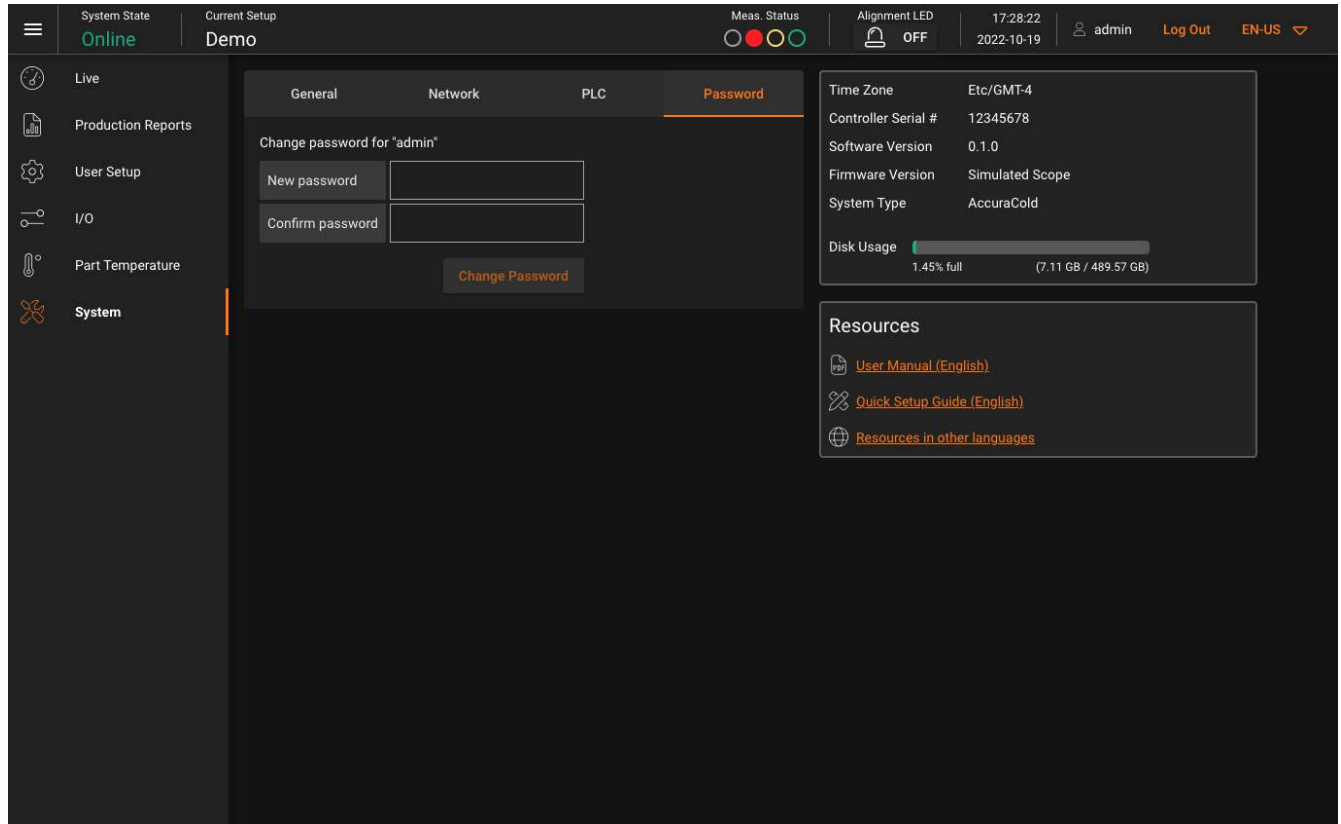 System State
Online
Current Setup
Demo
Meas. Status
Alignment LED
OFF
17:28:22
2022-10-19
admin
Log Out
EN-US
Live
Production Reports
User Setup
I/O
Part Temperature
System
General Network PLC Password
Change password for "admin"
New password
Confirm password
Change Password
Time Zone Etc/GMT-4
Controller Serial # 12345678
Software Version 0.1.0
Firmware Version Simulated Scope
System Type AccuraCold
Disk Usage
1.45% full (7.11 GB / 489.57 GB)
Resources
PDF User Manual (English)
Quick Setup Guide (English)
Resources in other languages